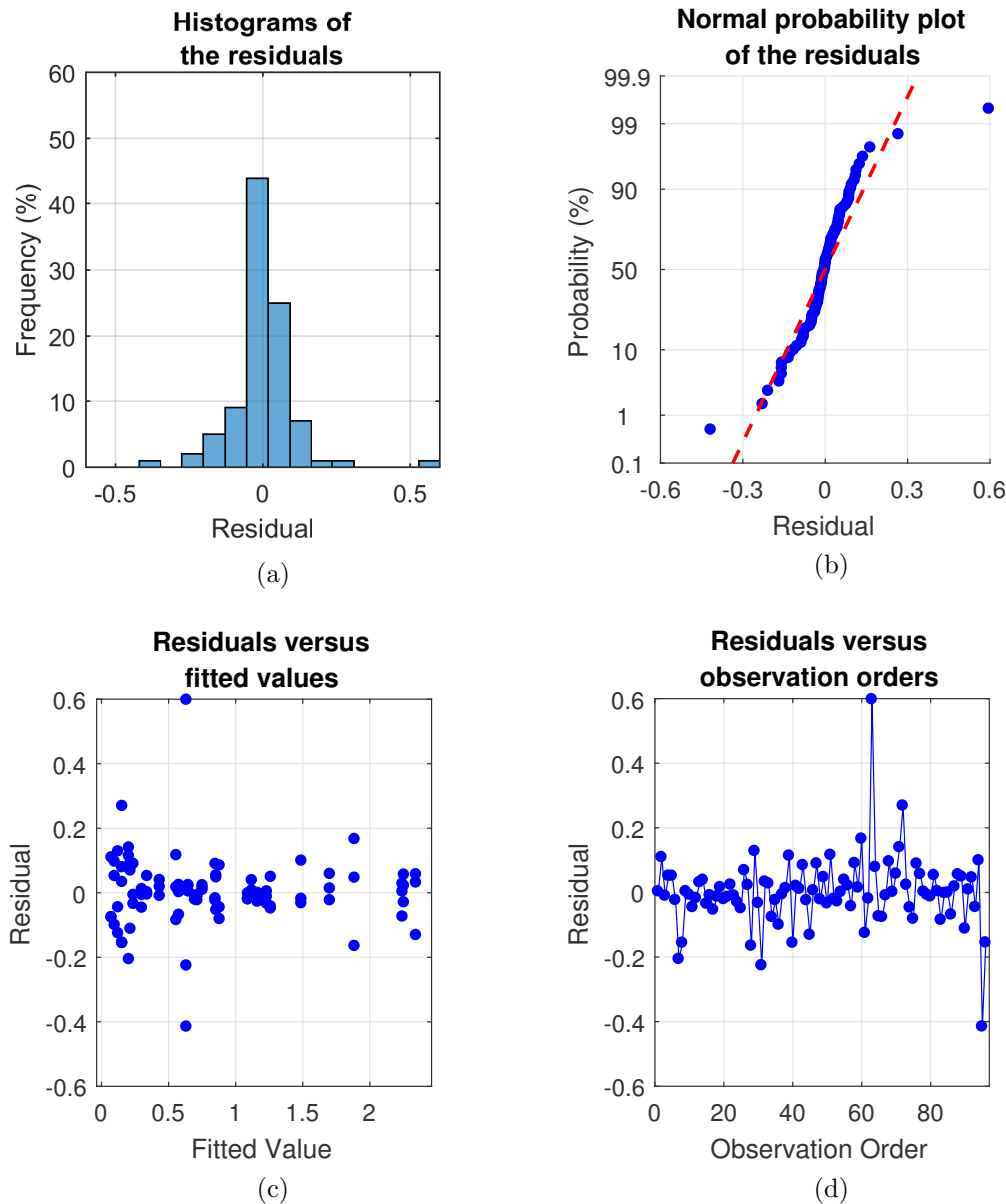 Histograms of
the residuals
60
50
40
30
20
10
0
Frequency (%)
-0.5
0
0.5
Residual
(a)
Normal probability plot
of the residuals
99.9
99
90
50
10
1
0.1
Probability (%)
-0.6
-0.3
0
0.3
0.6
Residual
(b)
Residuals versus
fitted values
0.6
0.4
0.2
0
-0.2
-0.4
-0.6
Residual
0
0.5
1
1.5
2
Fitted Value
(c)
Residuals versus
observation orders
0.6
0.4
0.2
0
-0.2
-0.4
-0.6
Residual
0
20
40
60
80
Observation Order
(d)